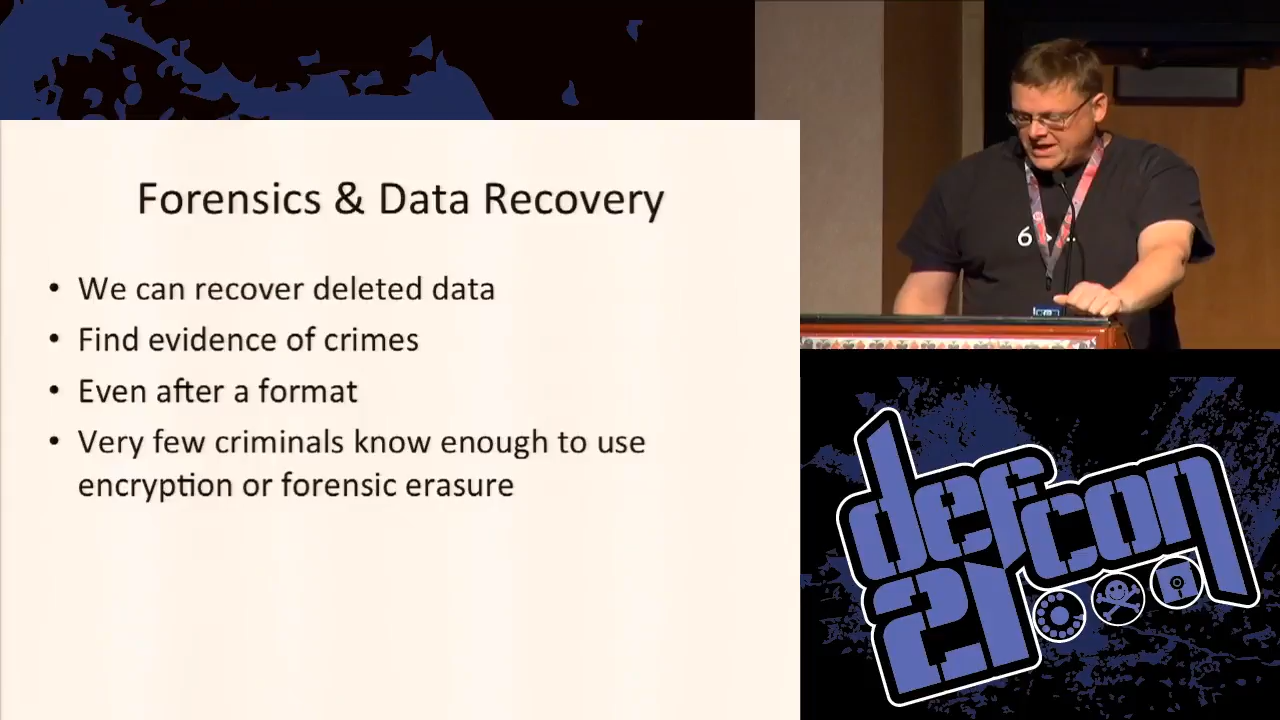 Forensics & Data Recovery
• We can recover deleted data
• Find evidence of crimes
• Even after a format
• Very few criminals know enough to use
encryption or forensic erasure
6
defcon
21